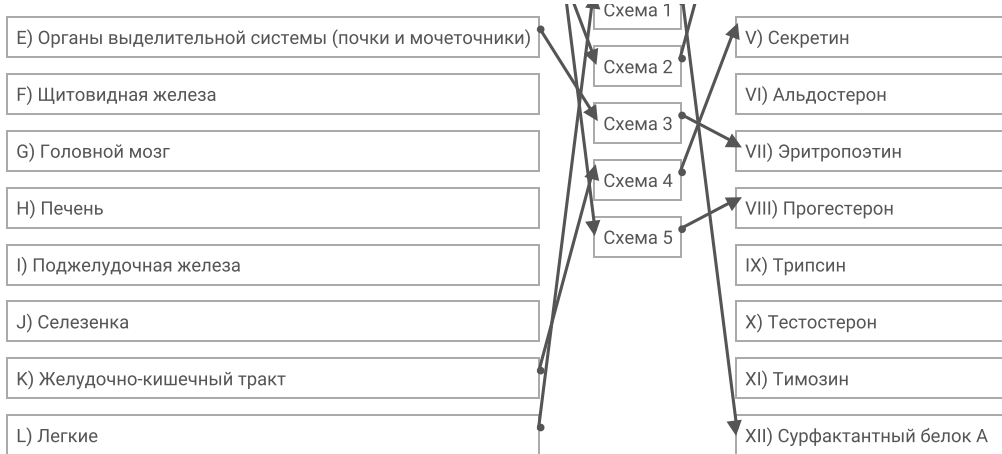 Схема 1
E) Органы выделительной системы (почки и мочеточники)
Схема 2
V) Секретин
F) Щитовидная железа
Схема 3
VI) Альдостерон
G) Головной мозг
Схема 4
VII) Эритропоэтин
H) Печень
Схема 5
VIII) Прогестерон
I) Поджелудочная железа
IX) Трипсин
J) Селезенка
X) Тестостерон
K) Желудочно-кишечный тракт
XI) Тимозин
L) Легкие
XII) Сурфактантный белок А